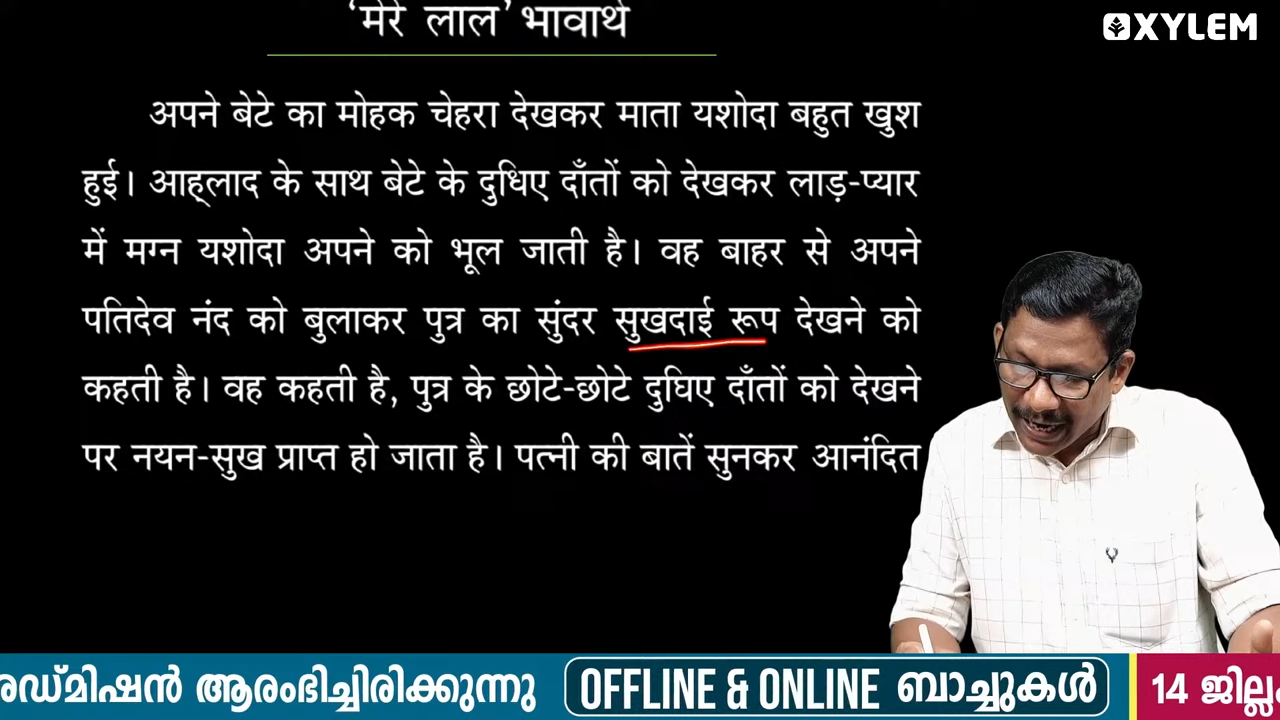 'मेरे लाल' भावार्थ
XYLEM
अपने बेटे का मोहक चेहरा देखकर माता यशोदा बहुत खुश
हुई। आह्लाद के साथ बेटे के दुधिए दाँतों को देखकर लाड़-प्यार
में मग्न यशोदा अपने को भूल जाती है। वह बाहर से अपने
पतिदेव नंद को बुलाकर पुत्र का सुंदर सुखदाई रूप देखने को
कहती है। वह कहती है, पुत्र के छोटे-छोटे दुघिए दाँतों को देखने
पर नयन-सुख प्राप्त हो जाता है। पत्नी की बातें सुनकर आनंदित
ആരംഭിച്ചിരിക്കുന്നു OFFLINE & ONLINE ബാച്ചുകൾ 14